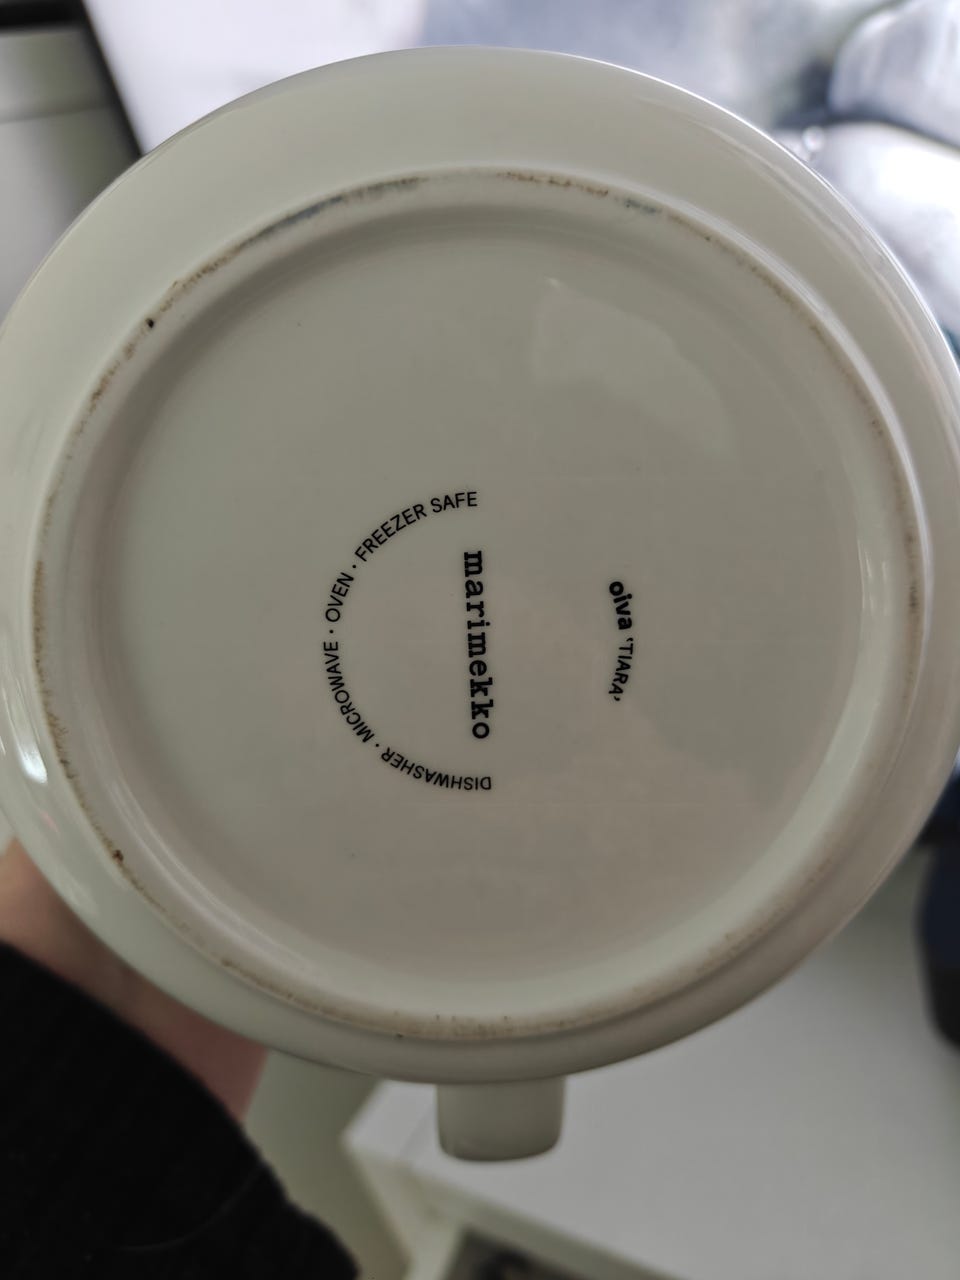 oiva 'TIARA'
marimekko
DISHWASHER · MICROWAVE · OVEN · FREEZER SAFE